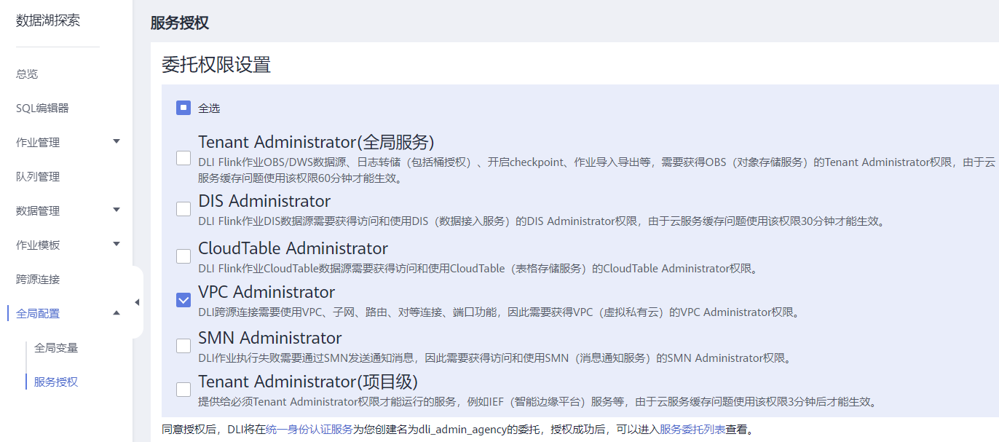 数据湖探索
总览
SQL编辑器
作业管理
队列管理
数据管理
作业模板
跨源连接
全局配置
全局变量
服务授权
服务授权
委托权限设置
全选
Tenant Administrator(全局服务)
DLI Flink作业OBS/DWS数据源、日志转储（包括桶授权）、开启checkpoint、作业导入导出等，需要获得OBS（对象存储服务）的Tenant Administrator权限，由于云
服务缓存问题使用该权限60分钟才能生效。
DIS Administrator
DLI Flink作业DIS数据源需要获得访问和使用DIS（数据接入服务）的DIS Administrator权限，由于云服务缓存问题使用该权限30分钟才能生效。
CloudTable Administrator
DLI Flink作业CloudTable数据源需要获得访问和使用CloudTable（表格存储服务）的CloudTable Administrator权限。
VPC Administrator
DLI跨源连接需要使用VPC、子网、路由、对等连接、端口功能，因此需要获得VPC（虚拟私有云）的VPC Administrator权限。
SMN Administrator
DLI作业执行失败需要通过SMN发送通知消息，因此需要获得访问和使用SMN（消息通知服务）的SMN Administrator权限。
Tenant Administrator(项目级)
提供给必须Tenant Administrator权限才能运行的服务，例如IEF（智能边缘平台）服务等，由于云服务缓存问题使用该权限3分钟后才能生效。
同意授权后，DLI将在统一身份认证服务为您创建名为dli_admin_agency的委托，授权成功后，可以进入服务委托列表查看。